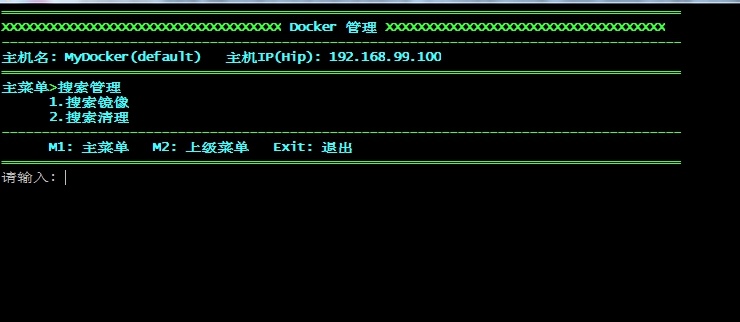 xxxxxxxxxxxxxxxxxxxxxxxxxxxxxxxxxxx Docker 管理 xxxxxxxxxxxxxxxxxxxxxxxxxxxxxxxxxxx
主机名: MyDocker(default) 主机IP(Hip): 192.168.99.100
主菜单>搜索管理
1.搜索镜像
2.搜索清理
M1: 主菜单 M2: 上级菜单 Exit: 退出
请输入: